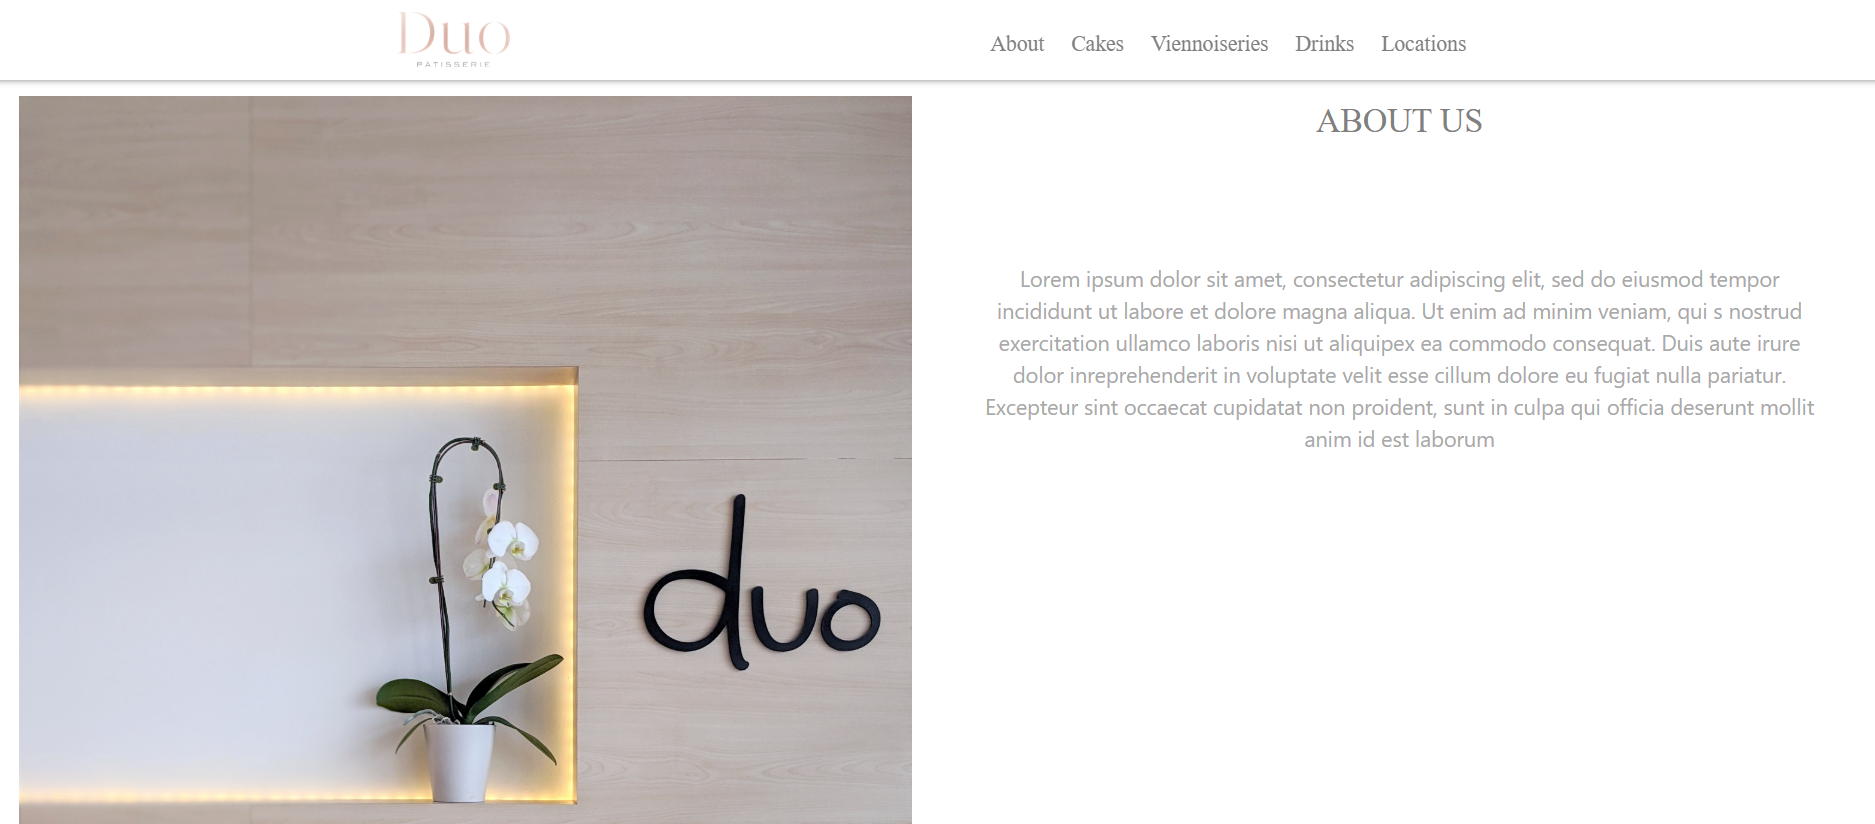 Duo
PATISSERIE
About Cakes Viennoiseries Drinks Locations
ABOUT US
Lorem ipsum dolor sit amet, consectetur adipiscing elit, sed do eiusmod tempor
incididunt ut labore et dolore magna aliqua. Ut enim ad minim veniam, qui s nostrud
exercitation ullamco laboris nisi ut aliquipex ea commodo consequat. Duis aute irure
dolor inreprehenderit in voluptate velit esse cillum dolore eu fugiat nulla pariatur.
Excepteur sint occaecat cupidatat non proident, sunt in culpa qui officia deserunt mollit
anim id est laborum
duo